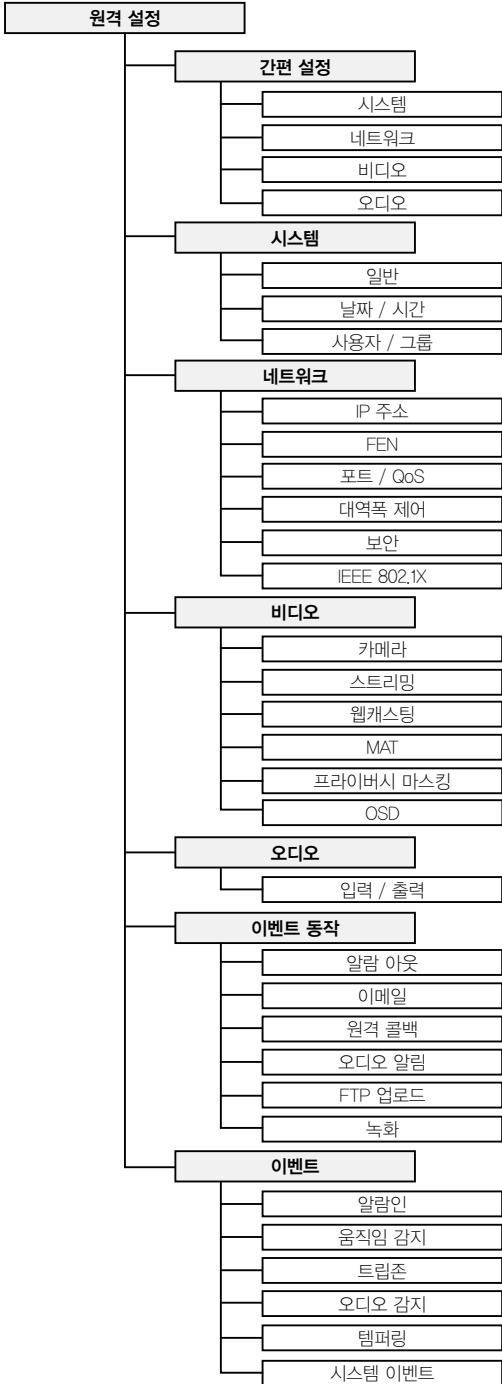 원격 설정
간편 설정
시스템
네트워크
비디오
오디오
시스템
일반
날짜 / 시간
사용자 / 그룹
네트워크
IP 주소
FEN
포트 / QoS
대역폭 제어
보안
IEEE 802.1X
비디오
카메라
스트리밍
웹캐스팅
MAT
프라이버시 마스킹
OSD
오디오
입력 / 출력
이벤트 동작
알람 아웃
이메일
원격 콜백
오디오 알림
FTP 업로드
녹화
이벤트
알람인
움직임 감지
트립존
오디오 감지
템퍼링
시스템 이벤트